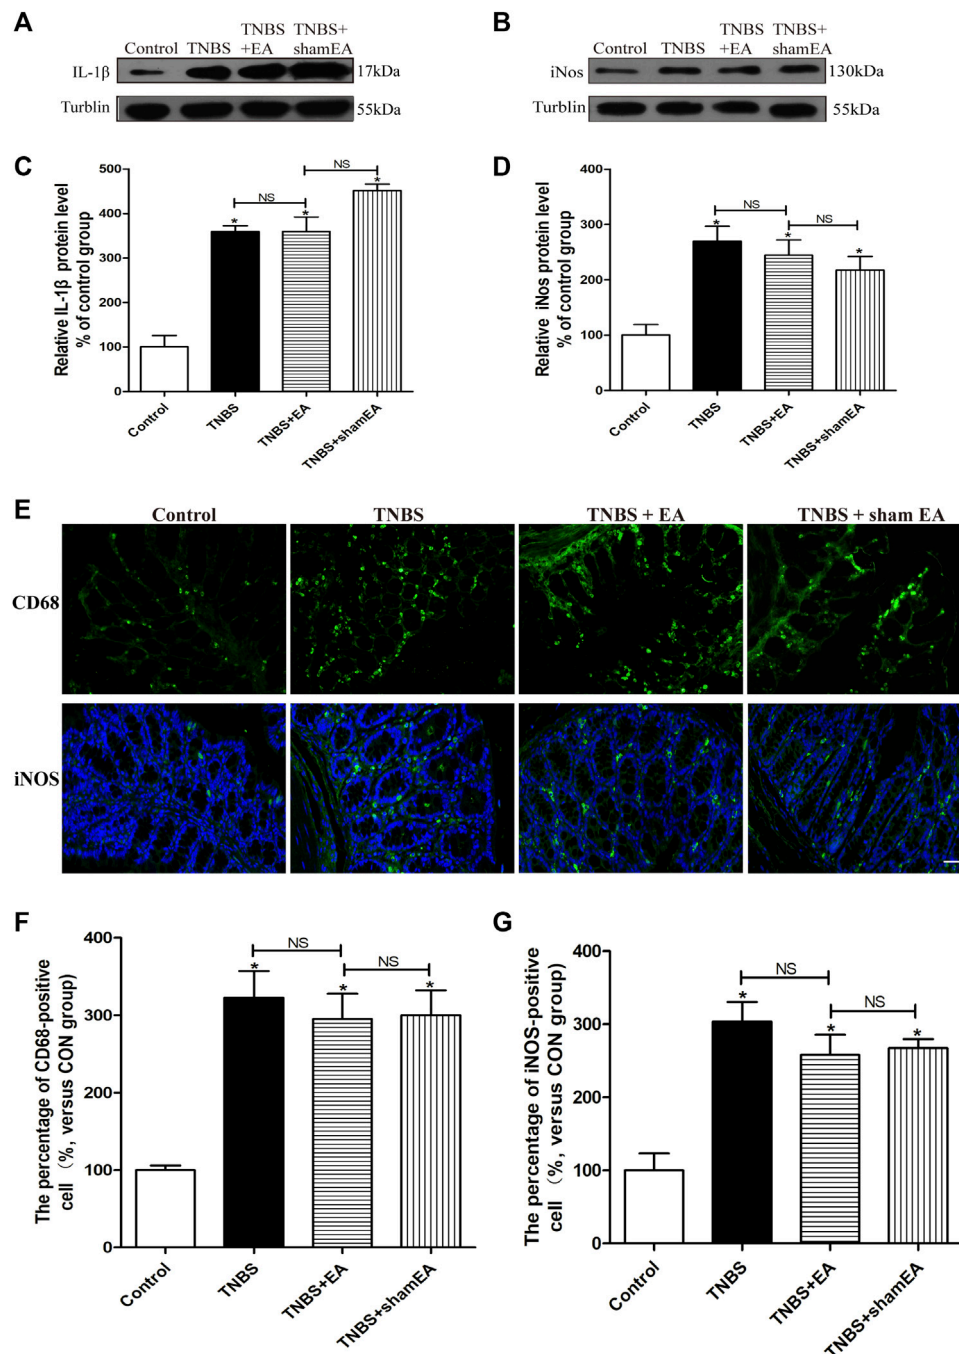 A
Control TNBS TNBS +EA TNBS+ shamEA
IL-1β 17kDa
Turblin 55kDa
B
Control TNBS TNBS +EA TNBS+ shamEA
iNos 130kDa
Turblin 55kDa
C
Relative IL-1β protein level
% of control group
500
400
300
200
100
0
NS
NS
*
*
*
Control
TNBS
TNBS+EA
TNBS+shamEA
D
Relative iNos protein level
% of control group
400
300
200
100
0
NS
NS
*
*
*
Control
TNBS
TNBS+EA
TNBS+shamEA
E
Control TNBS TNBS + EA TNBS + sham EA
CD68
iNOS
F
The percentage of CD68-positive
cell (%, versus CON group)
400
300
200
100
0
NS
NS
*
*
*
Control
TNBS
TNBS+EA
TNBS+shamEA
G
The percentage of iNOS-positive
cell (%, versus CON group)
400
300
200
100
0
NS
NS
*
*
*
Control
TNBS
TNBS+EA
TNBS+shamEA